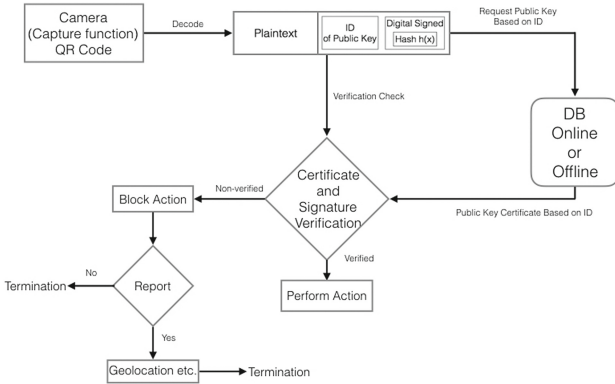 Camera
(Capture function)
QR Code
Decode
Plaintext
ID
of Public Key
Digital Signed
Hash h(x)
Request Public Key
Based on ID
Verification Check
DB
Online
or
Offline
Certificate
and
Signature
Verification
Non-verified
Block Action
Public Key Certificate Based on ID
Verified
Perform Action
Report
No
Termination
Yes
Geolocation etc.
Termination